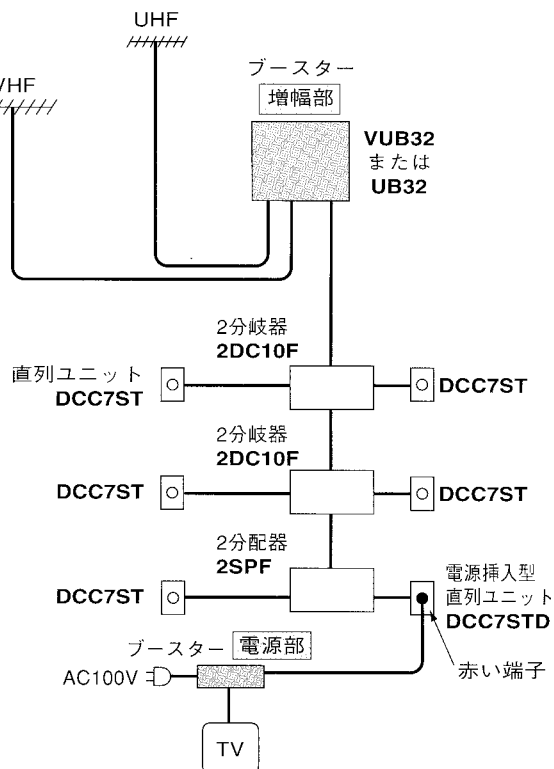 UHF
VHF
ブースター
増幅部
VUB32
または
UB32
2分岐器
2DC10F
直列ユニット
DCC7ST
DCC7ST
2分岐器
2DC10F
DCC7ST
DCC7ST
2分配器
2SPF
DCC7ST
電源挿入型
直列ユニット
DCC7STD
ブースター 電源部
赤い端子
AC100V
TV